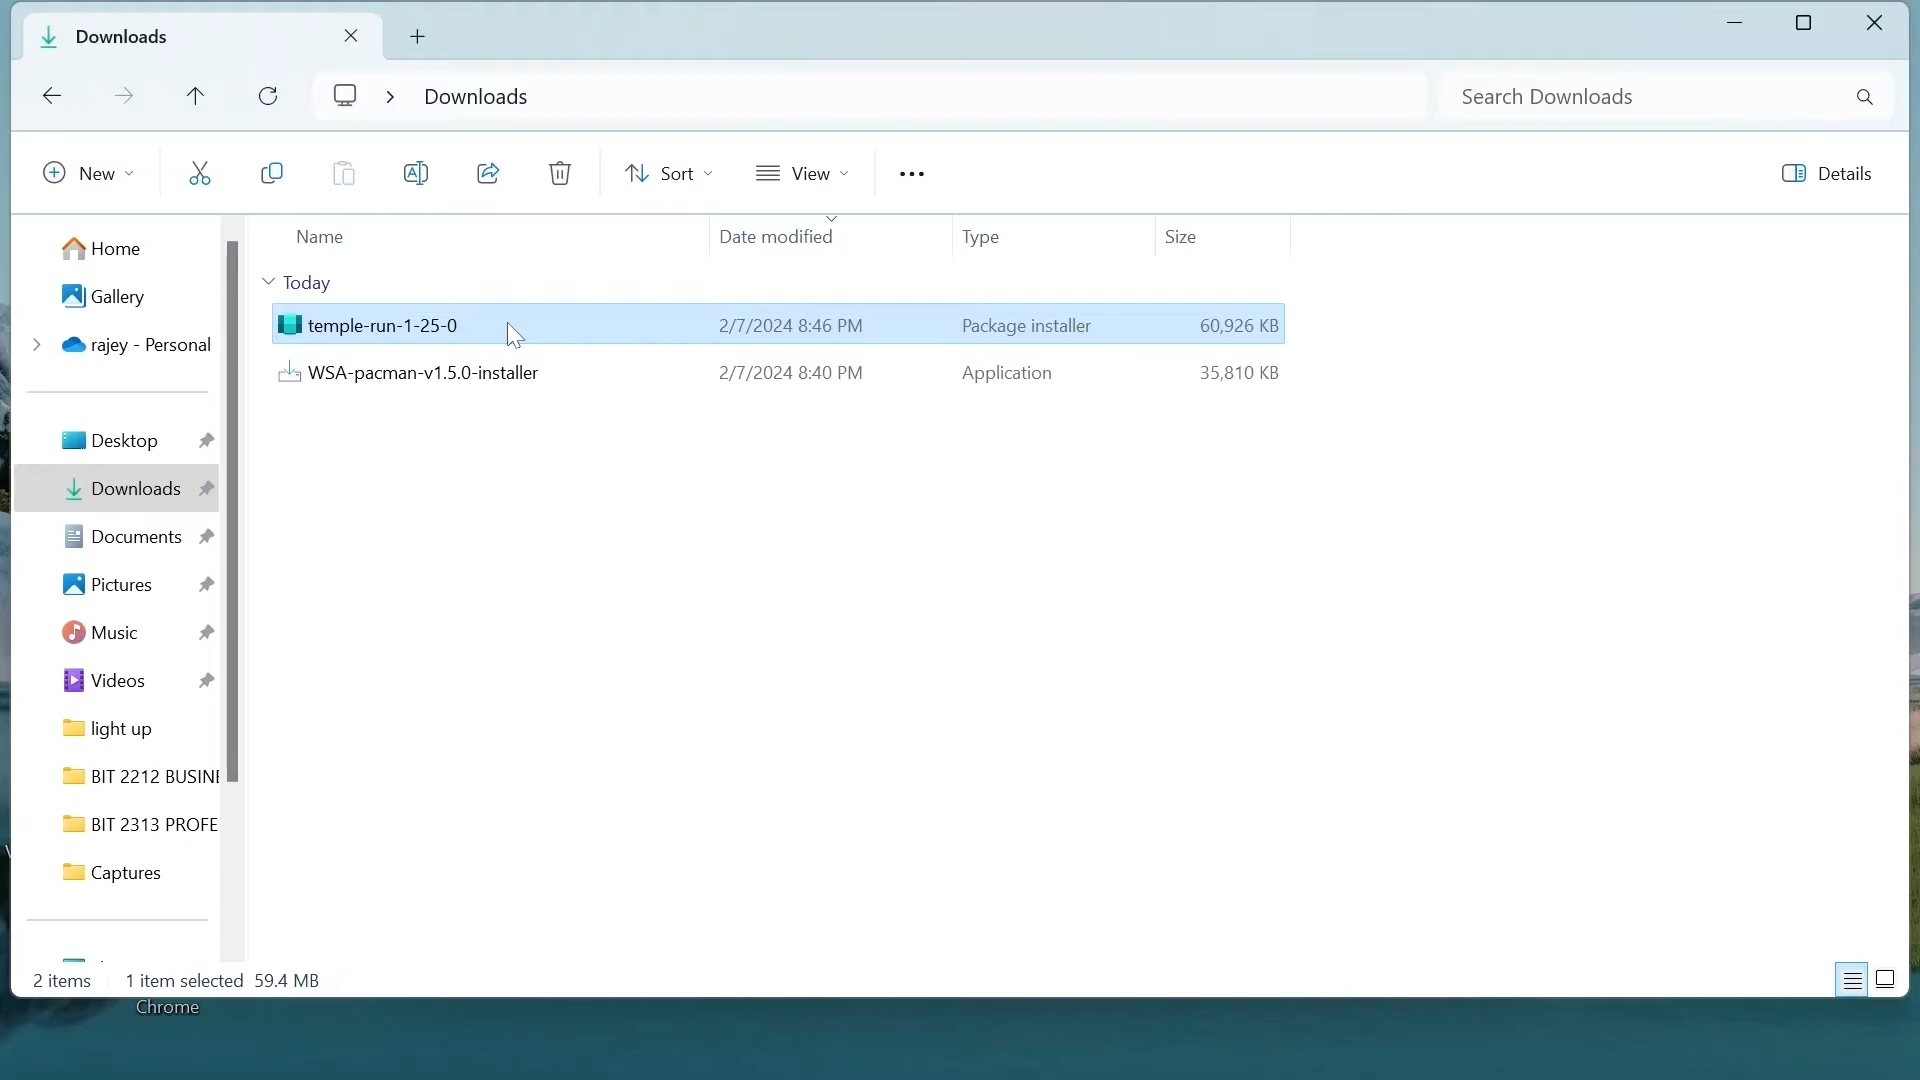 Downloads
Downloads
Search Downloads
New
Sort
View
Details
Name Date modified Type Size
Today
temple-run-1-25-0 2/7/2024 8:46 PM Package installer 60,926 KB
WSA-pacman-v1.5.0-installer 2/7/2024 8:40 PM Application 35,810 KB
Home
Gallery
rajey - Personal
Desktop
Downloads
Documents
Pictures
Music
Videos
light up
BIT 2212 BUSINE
BIT 2313 PROFE
Captures
2 items 1 item selected 59.4 MB
Chrome